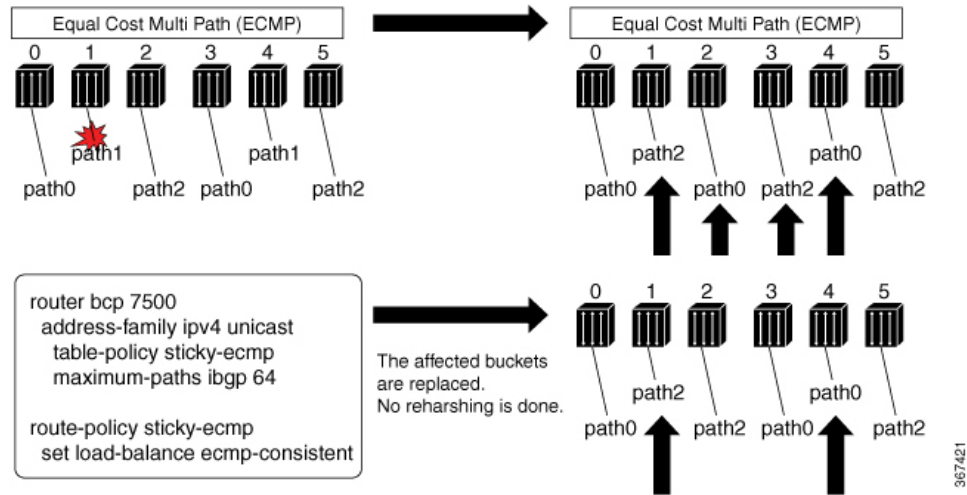 Equal Cost Multi Path (ECMP)
0 1 2 3 4 5
path1 path1
path0 path2 path0 path2
Equal Cost Multi Path (ECMP)
0 1 2 3 4 5
path2 path0
path0 path0 path2 path2
router bcp 7500
address-family ipv4 unicast
table-policy sticky-ecmp
maximum-paths ibgp 64
route-policy sticky-ecmp
set load-balance ecmp-consistent
The affected buckets
are replaced.
No reharshing is done.
0 1 2 3 4 5
path2 path0
path0 path2 path0 path2
367421